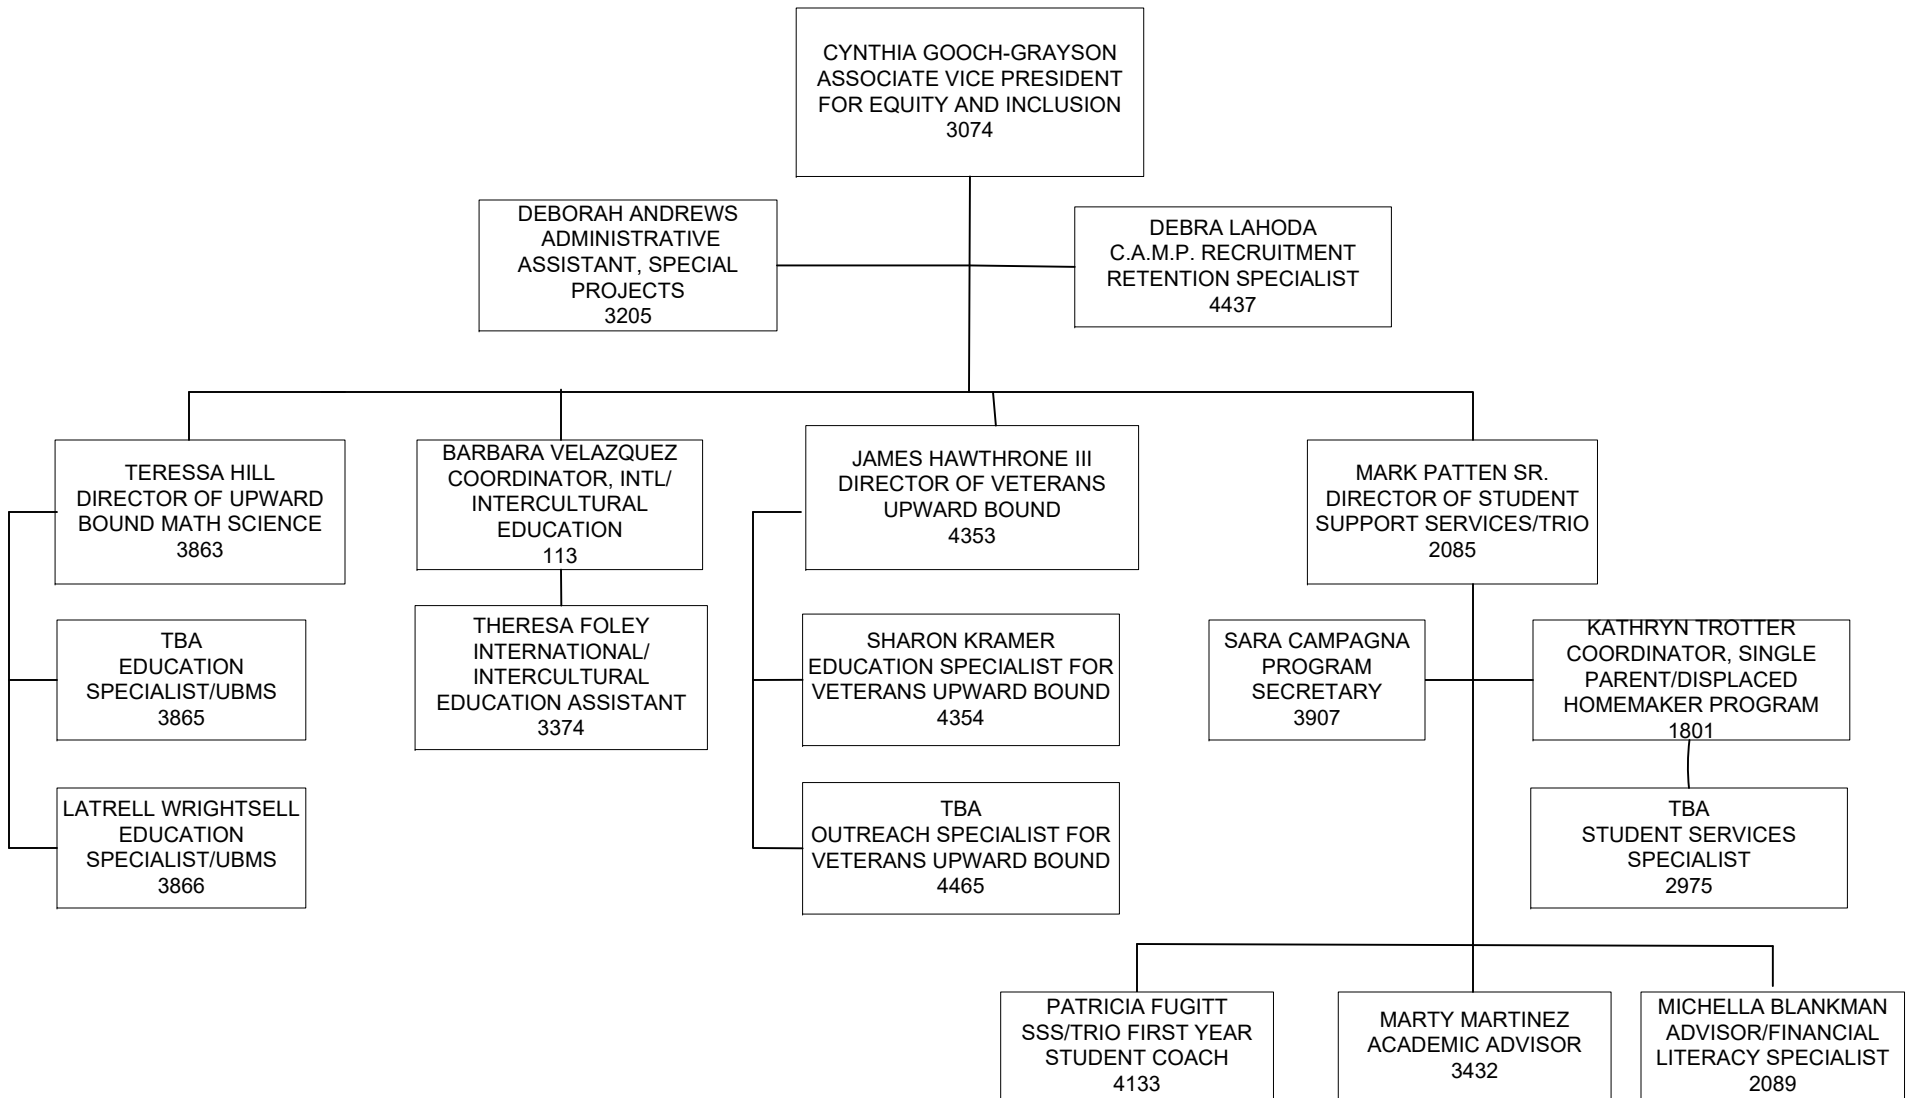 CYNTHIA GOOCH-GRAYSON
ASSOCIATE VICE PRESIDENT
FOR EQUITY AND INCLUSION
3074
DEBORAH ANDREWS
ADMINISTRATIVE
ASSISTANT, SPECIAL
PROJECTS
3205
DEBRA LAHODA
C.A.M.P. RECRUITMENT
RETENTION SPECIALIST
4437
TERESSA HILL
DIRECTOR OF UPWARD
BOUND MATH SCIENCE
3863
BARBARA VELAZQUEZ
COORDINATOR, INTL/
INTERCULTURAL
EDUCATION
113
JAMES HAWTHRONE III
DIRECTOR OF VETERANS
UPWARD BOUND
4353
MARK PATTEN SR.
DIRECTOR OF STUDENT
SUPPORT SERVICES/TRIO
2085
TBA
EDUCATION
SPECIALIST/UBMS
3865
THERESA FOLEY
INTERNATIONAL/
INTERCULTURAL
EDUCATION ASSISTANT
3374
SHARON KRAMER
EDUCATION SPECIALIST FOR
VETERANS UPWARD BOUND
4354
SARA CAMPAGNA
PROGRAM
SECRETARY
3907
KATHRYN TROTTER
COORDINATOR, SINGLE
PARENT/DISPLACED
HOMEMAKER PROGRAM
1801
LATRELL WRIGHTSELL
EDUCATION
SPECIALIST/UBMS
3866
TBA
OUTREACH SPECIALIST FOR
VETERANS UPWARD BOUND
4465
TBA
STUDENT SERVICES
SPECIALIST
2975
PATRICIA FUGITT
SSS/TRIO FIRST YEAR
STUDENT COACH
4133
MARTY MARTINEZ
ACADEMIC ADVISOR
3432
MICHELLA BLANKMAN
ADVISOR/FINANCIAL
LITERACY SPECIALIST
2089